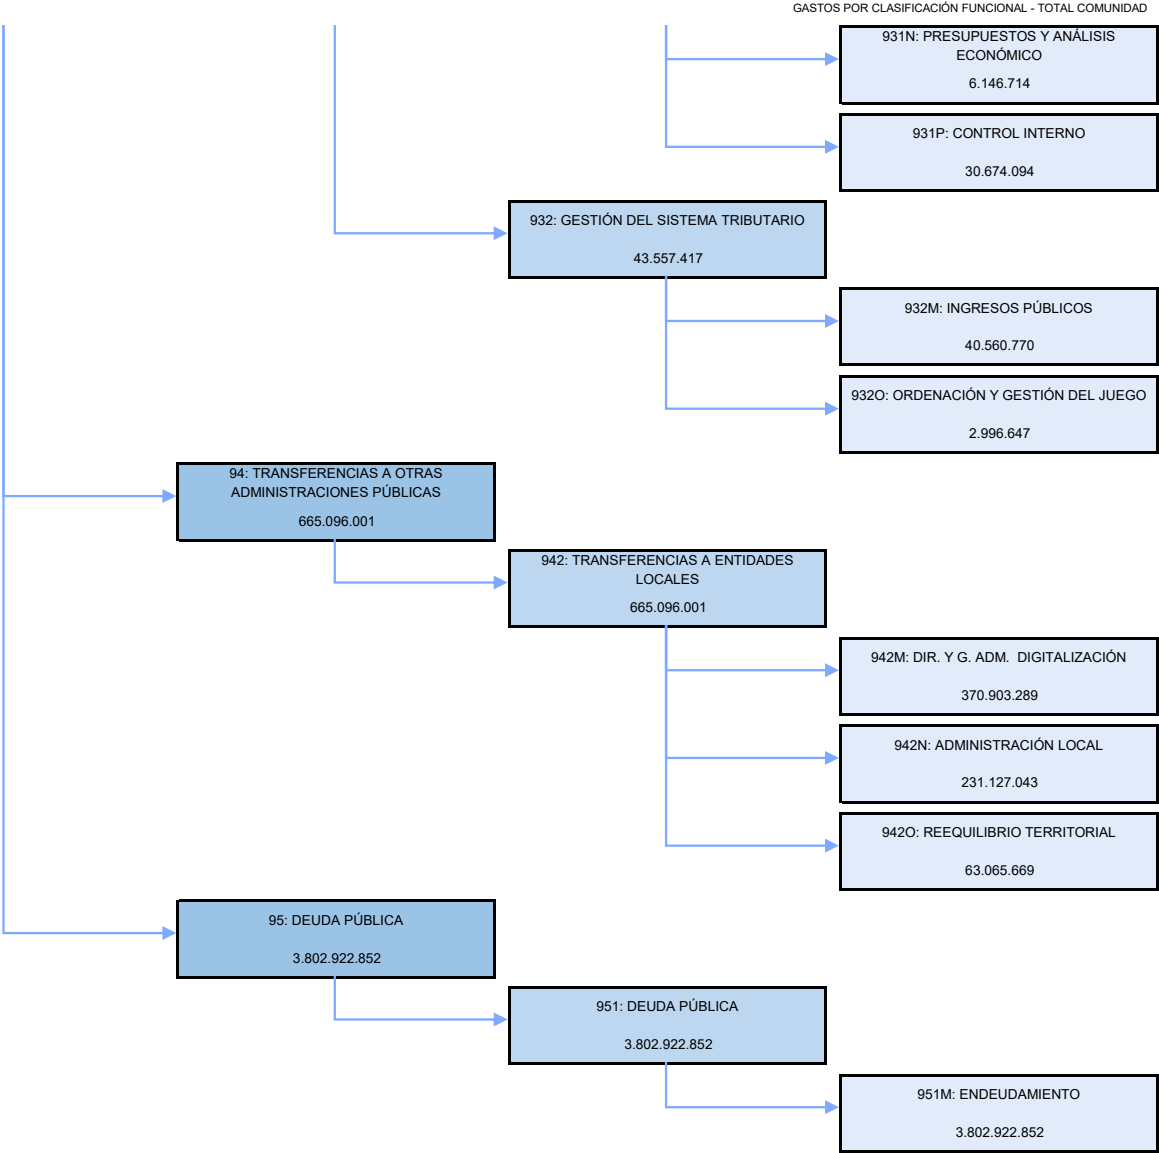 GASTOS POR CLASIFICACIÓN FUNCIONAL - TOTAL COMUNIDAD
931N: PRESUPUESTOS Y ANÁLISIS
ECONÓMICO
6.146.714
931P: CONTROL INTERNO
30.674.094
932: GESTIÓN DEL SISTEMA TRIBUTARIO
43.557.417
932M: INGRESOS PÚBLICOS
40.560.770
932O: ORDENACIÓN Y GESTIÓN DEL JUEGO
2.996.647
94: TRANSFERENCIAS A OTRAS
ADMINISTRACIONES PÚBLICAS
665.096.001
942: TRANSFERENCIAS A ENTIDADES
LOCALES
665.096.001
942M: DIR. Y G. ADM.  DIGITALIZACIÓN
370.903.289
942N: ADMINISTRACIÓN LOCAL
231.127.043
942O: REEQUILIBRIO TERRITORIAL
63.065.669
95: DEUDA PÚBLICA
3.802.922.852
951: DEUDA PÚBLICA
3.802.922.852
951M: ENDEUDAMIENTO
3.802.922.852